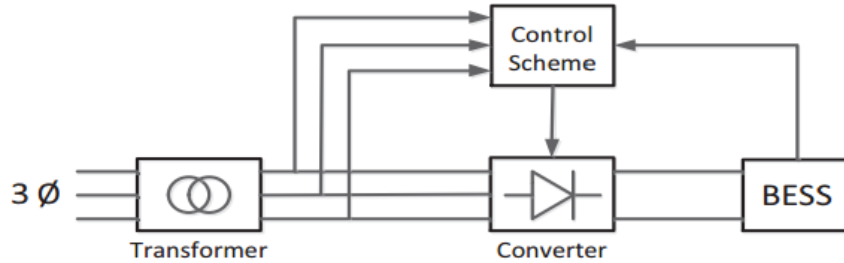 Control
Scheme
3 Ø
BESS
Transformer
Converter